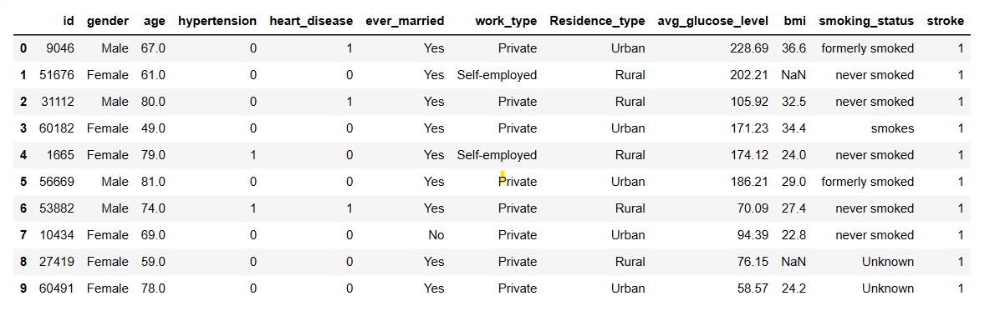 id gender age hypertension heart_disease ever_married work_type Residence_type avg_glucose_level bmi smoking_status stroke
0 9046 Male 67.0 0 1 Yes Private Urban 228.69 36.6 formerly smoked 1
1 51676 Female 61.0 0 0 Yes Self-employed Rural 202.21 NaN never smoked 1
2 31112 Male 80.0 0 1 Yes Private Rural 105.92 32.5 never smoked 1
3 60182 Female 49.0 0 0 Yes Private Urban 171.23 34.4 smokes 1
4 1665 Female 79.0 1 0 Yes Self-employed Rural 174.12 24.0 never smoked 1
5 56669 Male 81.0 0 0 Yes Private Urban 186.21 29.0 formerly smoked 1
6 53882 Male 74.0 1 1 Yes Private Rural 70.09 27.4 never smoked 1
7 10434 Female 69.0 0 0 No Private Urban 94.39 22.8 never smoked 1
8 27419 Female 59.0 0 0 Yes Private Rural 76.15 NaN Unknown 1
9 60491 Female 78.0 0 0 Yes Private Urban 58.57 24.2 Unknown 1